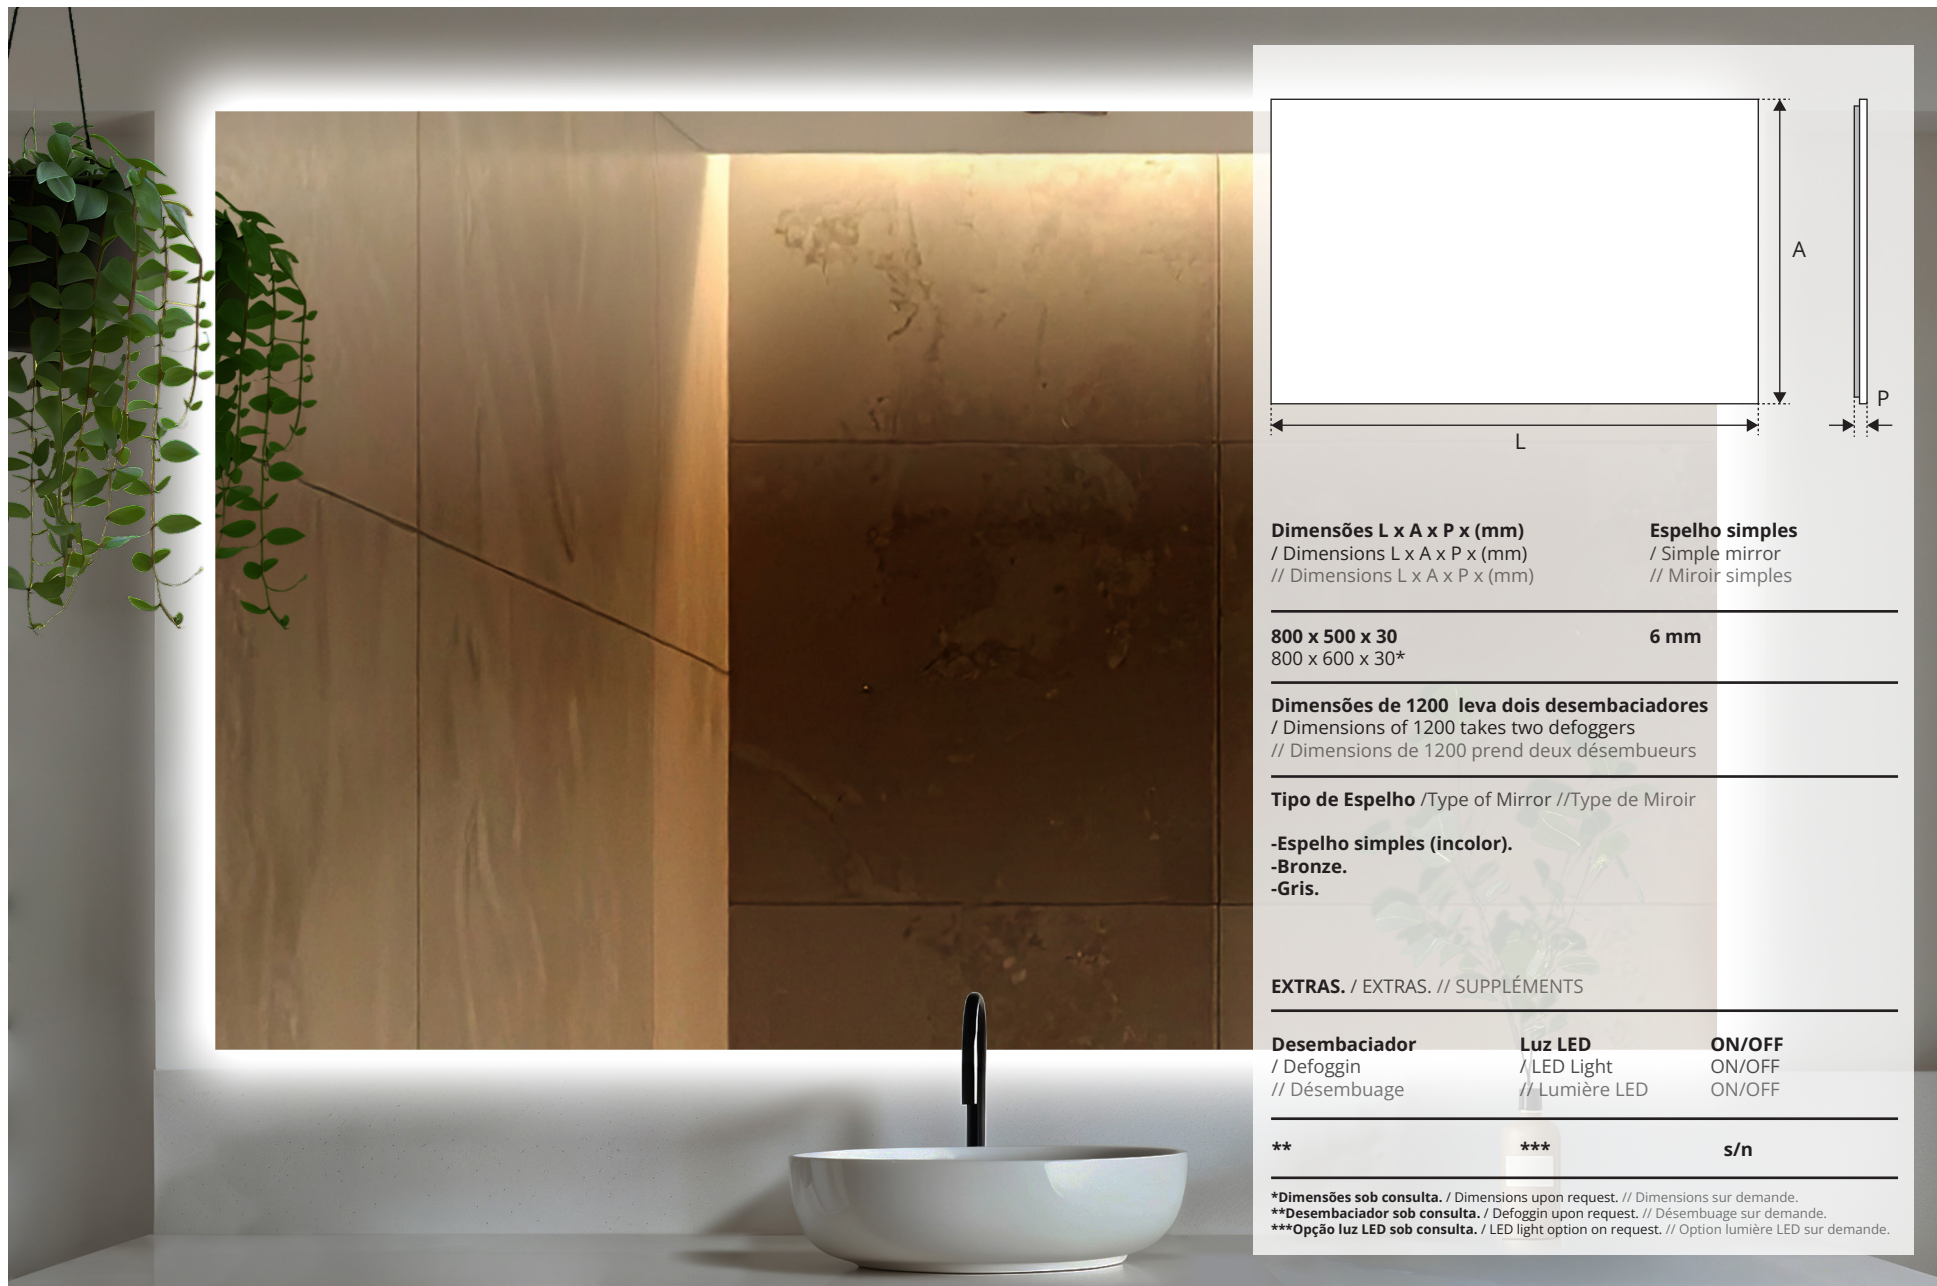 A
P
L
Dimensões L x A x P x (mm)
/ Dimensions L x A x P x (mm)
// Dimensions L x A x P x (mm)
Espelho simples
/ Simple mirror
// Miroir simples
800 x 500 x 30
800 x 600 x 30*
6 mm
Dimensões de 1200 leva dois desembaciadores
/ Dimensions of 1200 takes two defoggers
// Dimensions de 1200 prend deux désembueurs
Tipo de Espelho /Type of Mirror //Type de Miroir
-Espelho simples (incolor).
-Bronze.
-Gris.
EXTRAS. / EXTRAS. // SUPPLÉMENTS
Desembaciador
/ Defoggin
// Désembuage
Luz LED
/ LED Light
// Lumière LED
ON/OFF
ON/OFF
ON/OFF
** *** s/n
*Dimensões sob consulta. / Dimensions upon request. // Dimensions sur demande.
**Desembaciador sob consulta. / Defoggin upon request. // Désembuage sur demande.
***Opção luz LED sob consulta. / LED light option on request. // Option lumière LED sur demande.